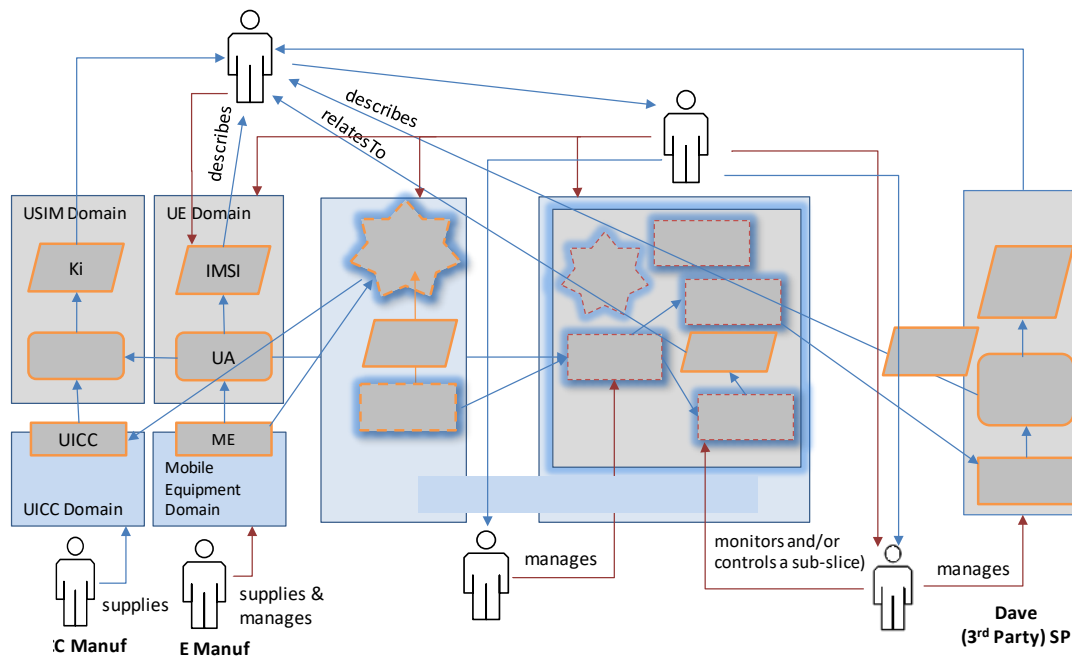 describes
relatesTo
describes
USIM Domain
UE Domain
Ki
IMSI
UA
UICC
ME
UICC Domain
Mobile
Equipment
Domain
supplies
supplies &
manages
manages
monitors and/or
controls a sub-slice)
manages
CC Manuf
E Manuf
Dave
(3rd Party) SP